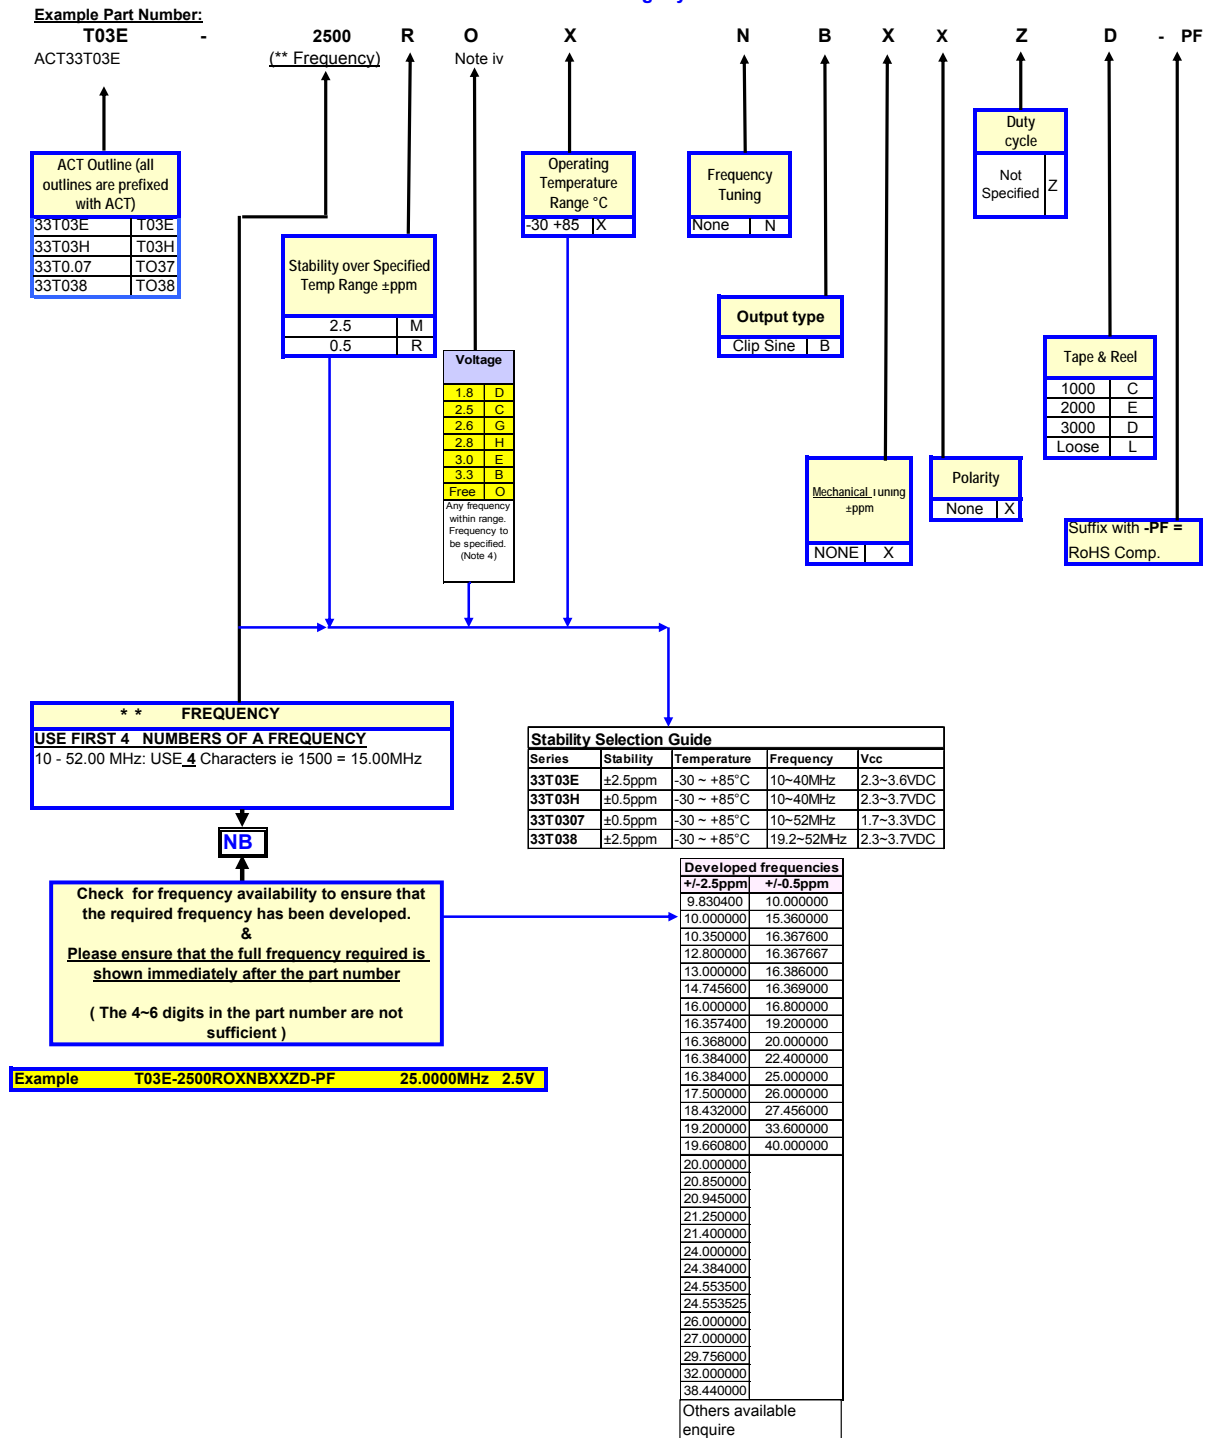 Example Part Number:
T03E - 2500 R O X N B X X Z D - PF
ACT33T03E (** Frequency) Note iv
ACT Outline (all
outlines are prefixed
with ACT)
33T03E T03E
33T03H T03H
33T0.07 TO37
33T038 TO38
Stability over Specified
Temp Range ±ppm
2.5 M
0.5 R
Voltage
1.8 D
2.5 C
2.6 G
2.8 H
3.0 E
3.3 B
Free O
Any frequency
within range.
Frequency to
be specified.
(Note 4)
Operating
Temperature
Range °C
-30 +85 X
Frequency
Tuning
None N
Output type
Clip Sine B
Mechanical Tuning
±ppm
NONE X
Polarity
None X
Duty
cycle
Not
Specified Z
Tape & Reel
1000 C
2000 E
3000 D
Loose L
Suffix with -PF =
RoHS Comp.
* * FREQUENCY
USE FIRST 4 NUMBERS OF A FREQUENCY
10 - 52.00 MHz: USE 4 Characters ie 1500 = 15.00MHz
NB
Check for frequency availability to ensure that
the required frequency has been developed.
&
Please ensure that the full frequency required is
shown immediately after the part number
( The 4~6 digits in the part number are not
sufficient )
Example T03E-2500ROXNBXXZD-PF 25.0000MHz 2.5V
Stability Selection Guide
Series Stability Temperature Frequency Vcc
33T03E ±2.5ppm -30 ~ +85°C 10~40MHz 2.3~3.6VDC
33T03H ±0.5ppm -30 ~ +85°C 10~40MHz 2.3~3.7VDC
33T0307 ±0.5ppm -30 ~ +85°C 10~52MHz 1.7~3.3VDC
33T038 ±2.5ppm -30 ~ +85°C 19.2~52MHz 2.3~3.7VDC
Developed frequencies
+/-2.5ppm +/-0.5ppm
9.830400 10.000000
10.000000 15.360000
10.350000 16.367600
12.800000 16.367667
13.000000 16.386000
14.745600 16.369000
16.000000 16.800000
16.357400 19.200000
16.368000 20.000000
16.384000 22.400000
16.384000 25.000000
17.500000 26.000000
18.432000 27.456000
19.200000 33.600000
19.660800 40.000000
20.000000
20.850000
20.945000
21.250000
21.400000
24.000000
24.384000
24.553500
24.553525
26.000000
27.000000
29.756000
32.000000
38.440000
Others available
enquire